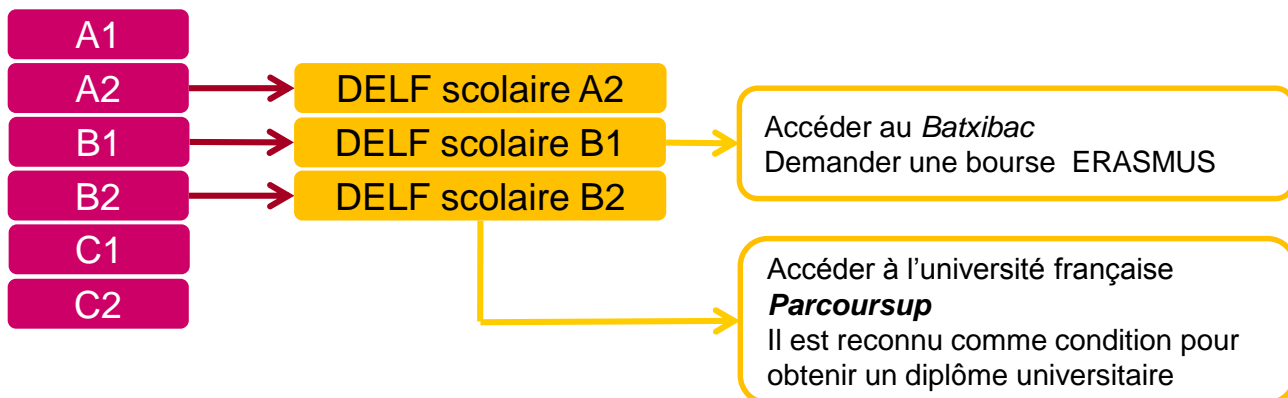 A1
A2
B1
B2
C1
C2
DELF scolaire A2
DELF scolaire B1
DELF scolaire B2
Accéder au Batxibac
Demander une bourse ERASMUS
Accéder à l’université française
Parcoursup
Il est reconnu comme condition pour
obtenir un diplôme universitaire